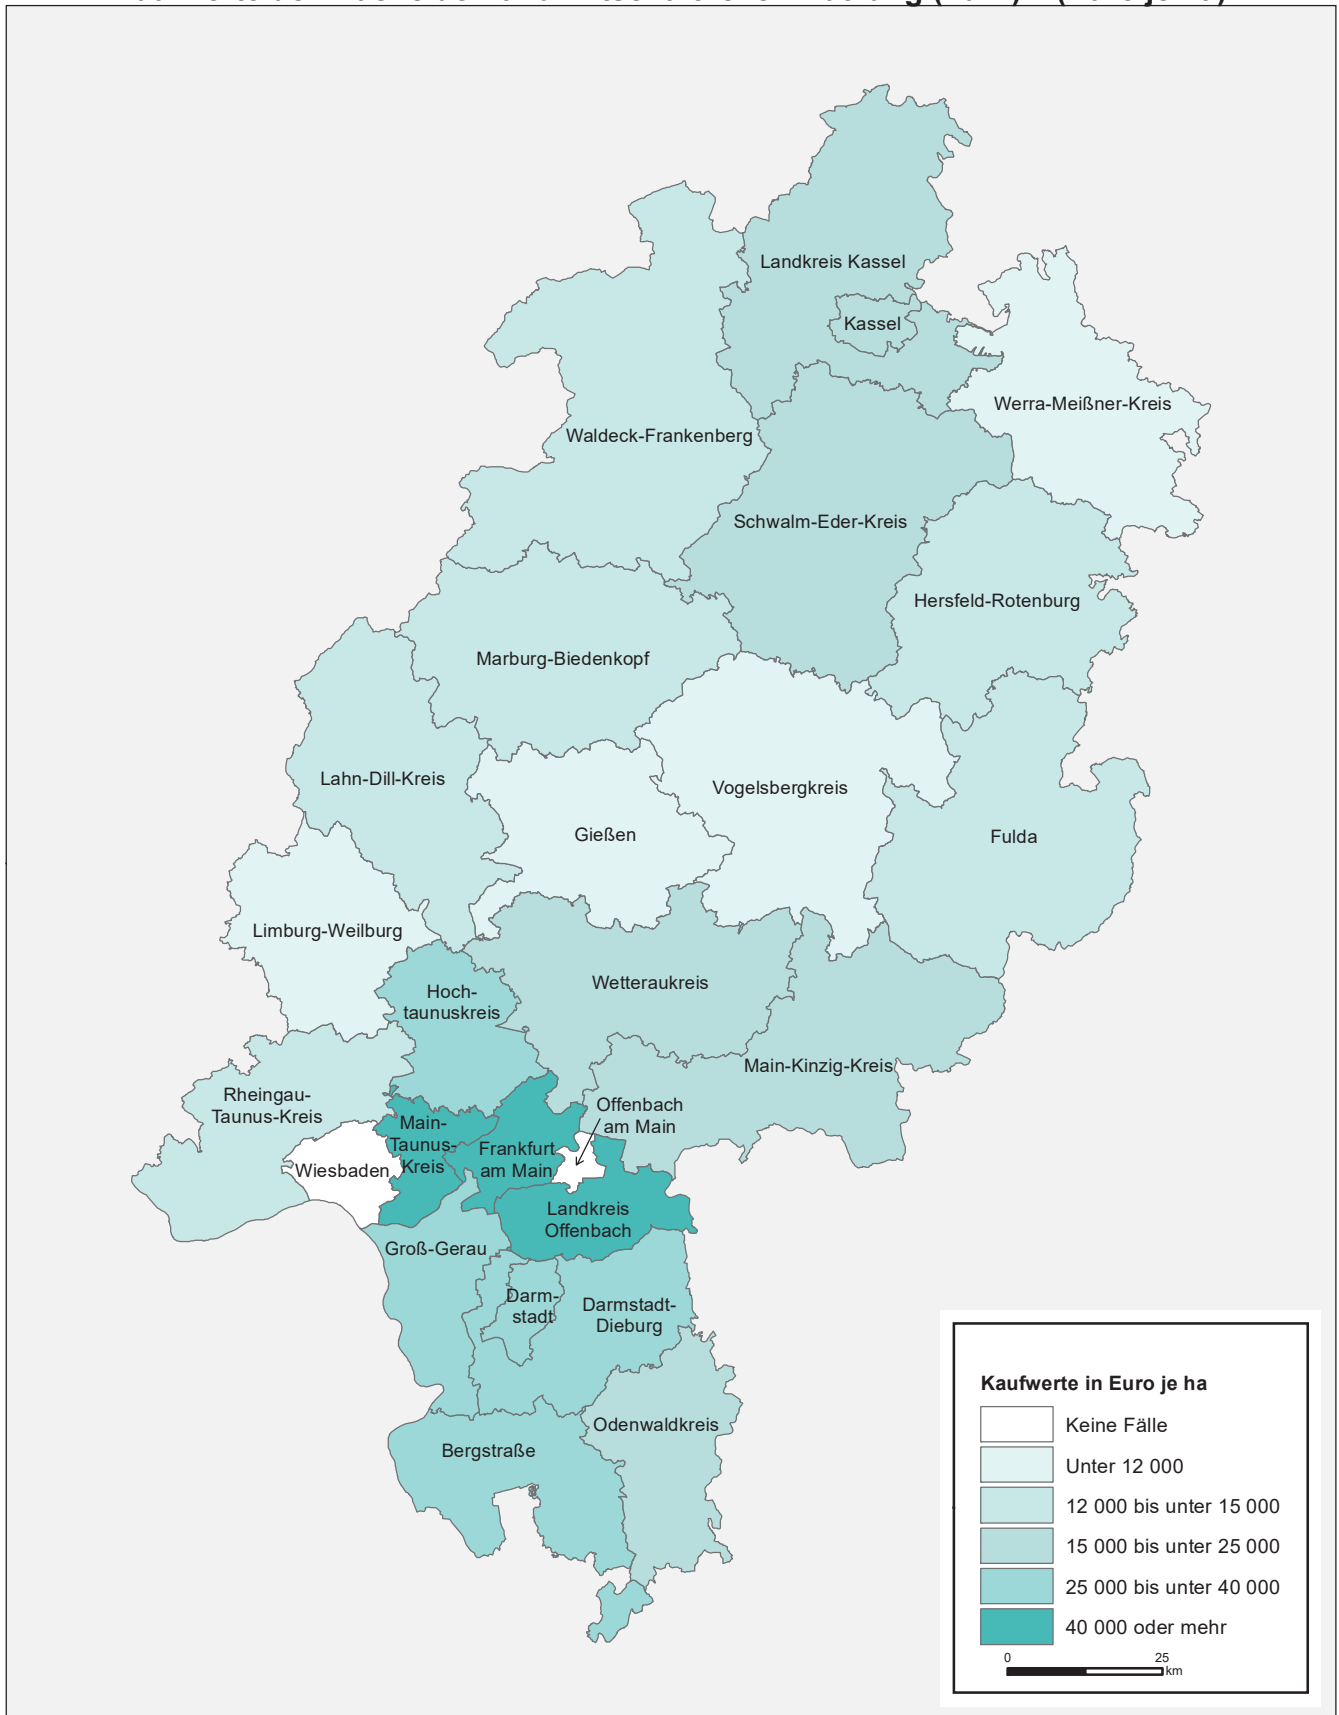 Landkreis Kassel
Kassel
Werra-Meißner-Kreis
Waldeck-Frankenberg
Schwalm-Eder-Kreis
Hersfeld-Rotenburg
Marburg-Biedenkopf
Lahn-Dill-Kreis
Vogelsbergkreis
Gießen
Fulda
Limburg-Weilburg
Wetteraukreis
Hoch-
taunuskreis
Main-Kinzig-Kreis
Rheingau-
Taunus-Kreis
Offenbach
am Main
Main-
Taunus-
Kreis
Frankfurt
am Main
Wiesbaden
Landkreis
Offenbach
Groß-Gerau
Darm-
stadt
Darmstadt-
Dieburg
Odenwaldkreis
Bergstraße
Kaufwerte in Euro je ha
Keine Fälle
Unter 12 000
12 000 bis unter 15 000
15 000 bis unter 25 000
25 000 bis unter 40 000
40 000 oder mehr
0 25
km